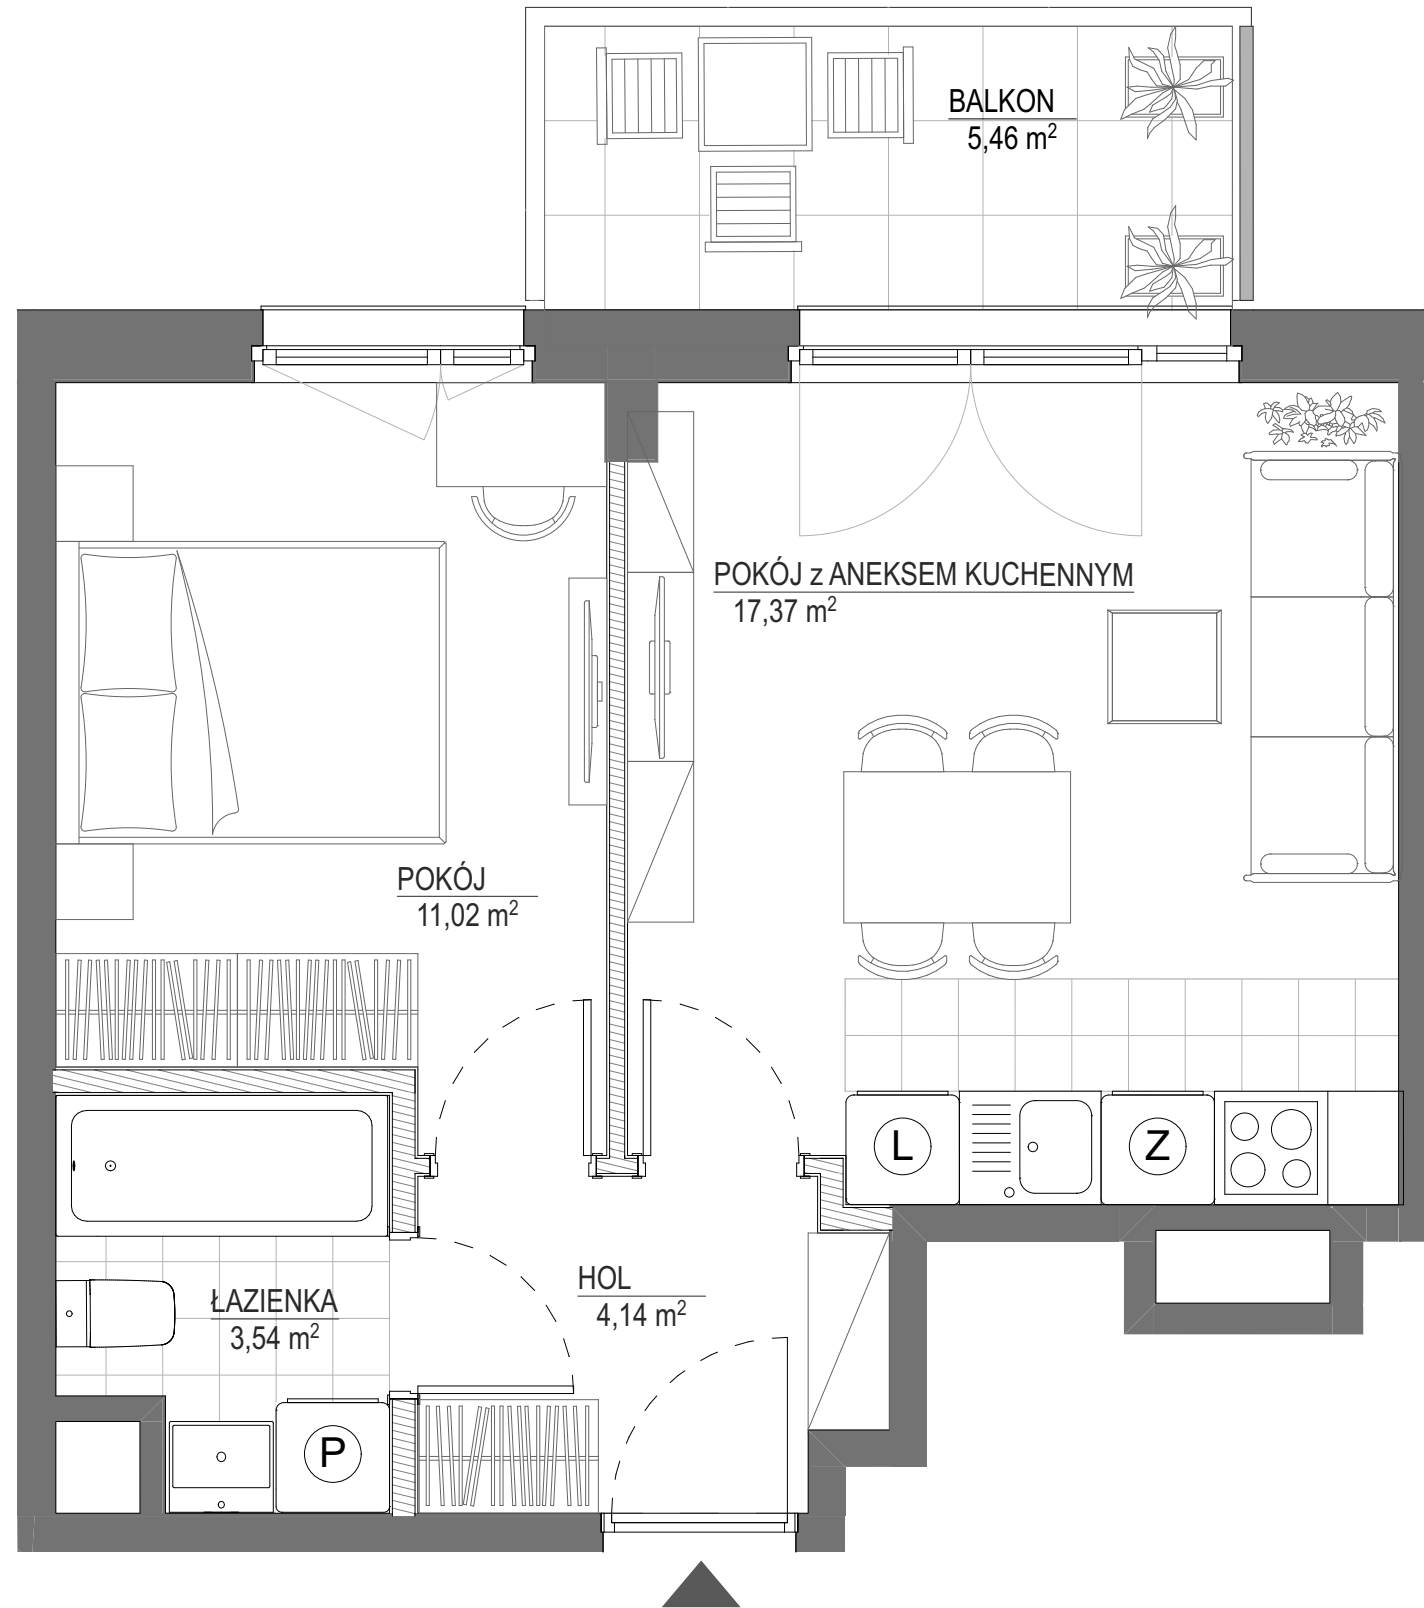 BALKON
5,46 m²
POKÓJ z ANEKSEM KUCHENNYM
17,37 m²
POKÓJ
11,02 m²
L
Z
HOL
4,14 m²
ŁAZIENKA
3,54 m²
P